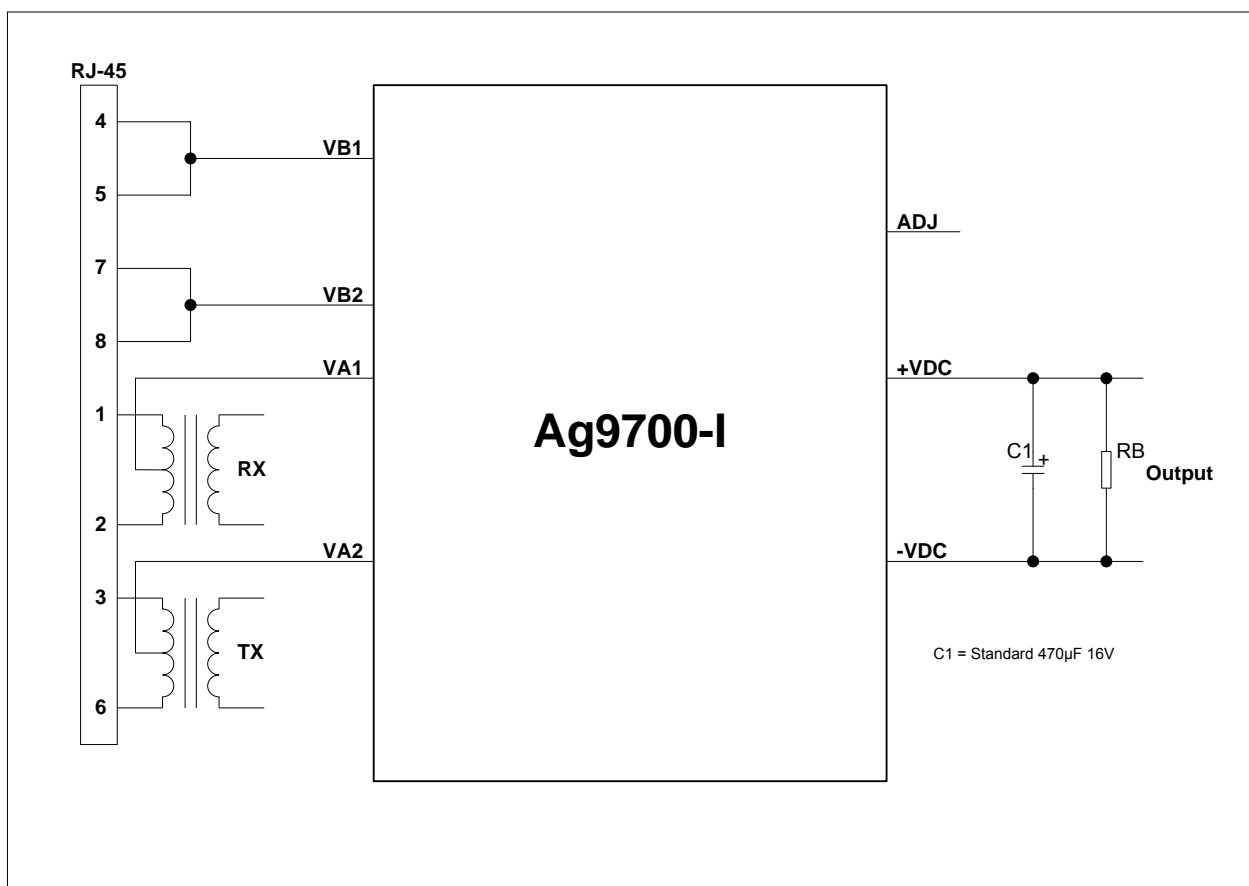 RJ-45
4
VB1
5
ADJ
7
VB2
8
VA1
+VDC
1
Ag9700-I
C1
+
RB
RX
Output
2
VA2
-VDC
3
TX
C1 = Standard 470µF 16V
6